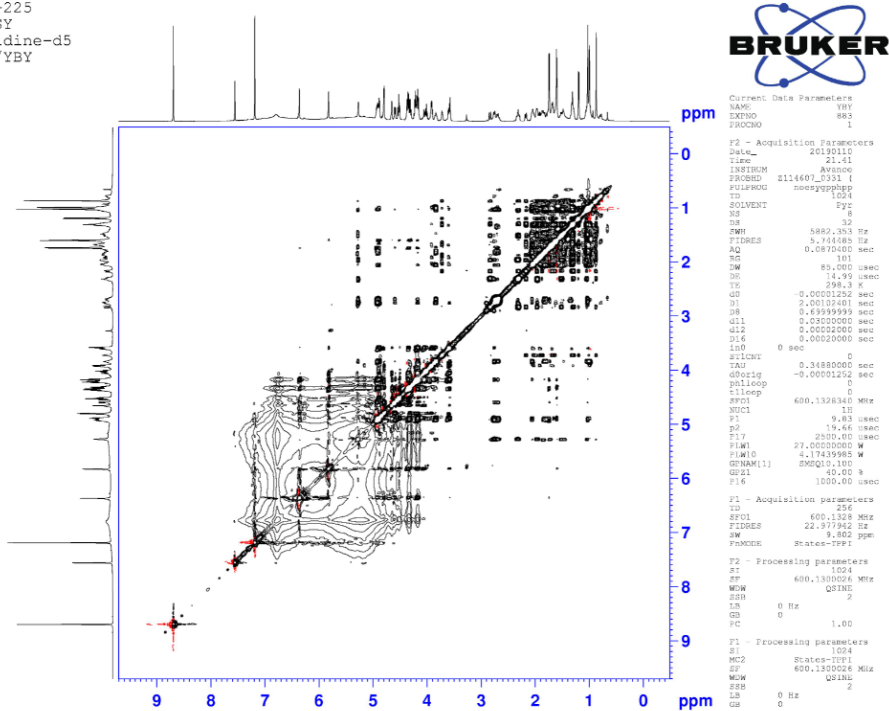 -225
SY
dine-d5
/YBY
BRUKER
ppm
0
1
2
3
4
5
6
7
8
9
9 8 7 6 5 4 3 2 1 0 ppm
Current Data Parameters
NAME YBY
EXPNO 883
PROCNO 1
F2 - Acquisition Parameters
Date_ 20190110
Time 21.41
INSTRUM Avance
PROBHD Z114607_0331 (
PULPROG noesygpphpp
TD 1024
SOLVENT Pyr
NS 8
DS 32
SWH 5882.353 Hz
FIDRES 5.744485 Hz
AQ 0.0870400 sec
RG 101
DW 85.000 usec
DE 14.99 usec
TE 298.3 K
d0 -0.00001252 sec
D1 2.00102401 sec
D8 0.69999999 sec
d11 0.03000000 sec
d12 0.00002000 sec
D16 0.00020000 sec
in0 0 sec
ST1CNT 0
TAU 0.34880000 sec
d0orig -0.00001252 sec
ph1loop 0
t1loop 0
SFO1 600.1328340 MHz
NUC1 1H
P1 9.83 usec
p2 19.66 usec
P17 2500.00 usec
PLW1 27.00000000 W
PLW10 4.17439985 W
GPNAM[1] SMSQ10.100
GPZ1 40.00 %
P16 1000.00 usec
F1 - Acquisition parameters
TD 256
SFO1 600.1328 MHz
FIDRES 22.977942 Hz
SW 9.802 ppm
FnMODE States-TPPI
F2 - Processing parameters
SI 1024
SF 600.1300026 MHz
WDW QSINE
SSB 2
LB 0 Hz
GB 0
PC 1.00
F1 - Processing parameters
SI 1024
MC2 States-TPPI
SF 600.1300026 MHz
WDW QSINE
SSB 2
LB 0 Hz
GB 0